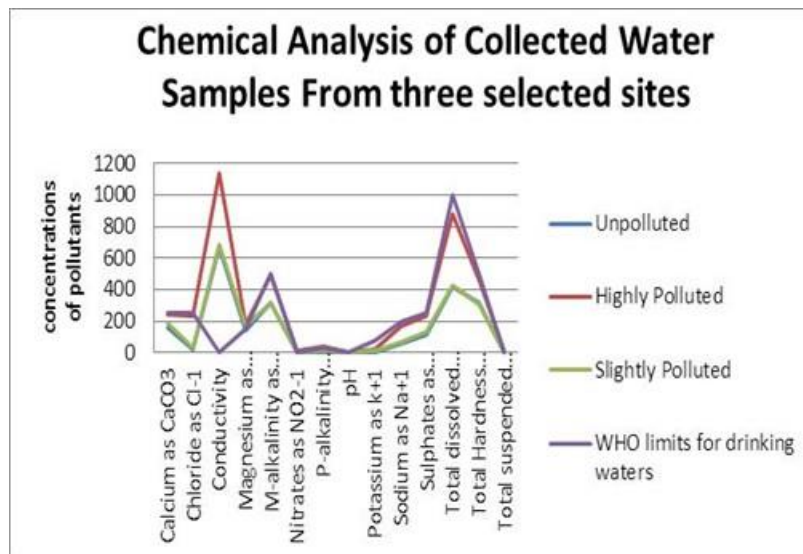 Chemical Analysis of Collected Water
Samples From three selected sites
concentrations
of pollutants
1200
1000
800
600
400
200
0
Calcium as CaCO3
Chloride as Cl-1
Conductivity
Magnesium as...
M-alkalinity as...
Nitrates as NO2-1
P-alkalinity...
pH
Potassium as k+1
Sodium as Na+1
Sulphates as...
Total dissolved...
Total Hardness...
Total suspended...
Unpolluted
Highly Polluted
Slightly Polluted
WHO limits for drinking
waters